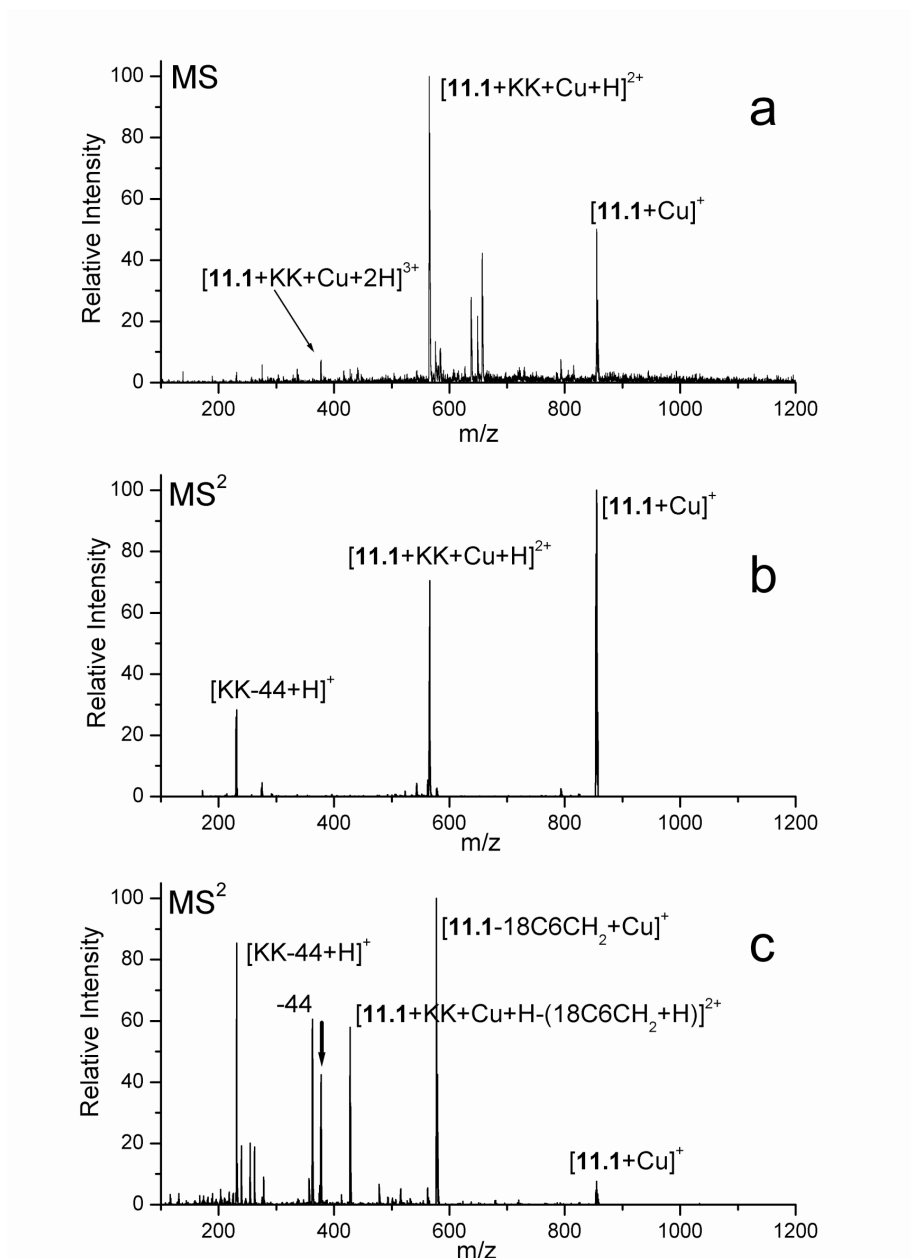 MS
a
[11.1+KK+Cu+H]2+
[11.1+Cu]+
[11.1+KK+Cu+2H]3+
Relative Intensity
100
80
60
40
20
0
200 400 600 800 1000 1200
m/z
MS2
b
[11.1+Cu]+
[11.1+KK+Cu+H]2+
[KK-44+H]+
Relative Intensity
100
80
60
40
20
0
200 400 600 800 1000 1200
m/z
MS2
c
[11.1-18C6CH2+Cu]+
[KK-44+H]+
-44
[11.1+KK+Cu+H-(18C6CH2+H)]2+
[11.1+Cu]+
Relative Intensity
100
80
60
40
20
0
200 400 600 800 1000 1200
m/z